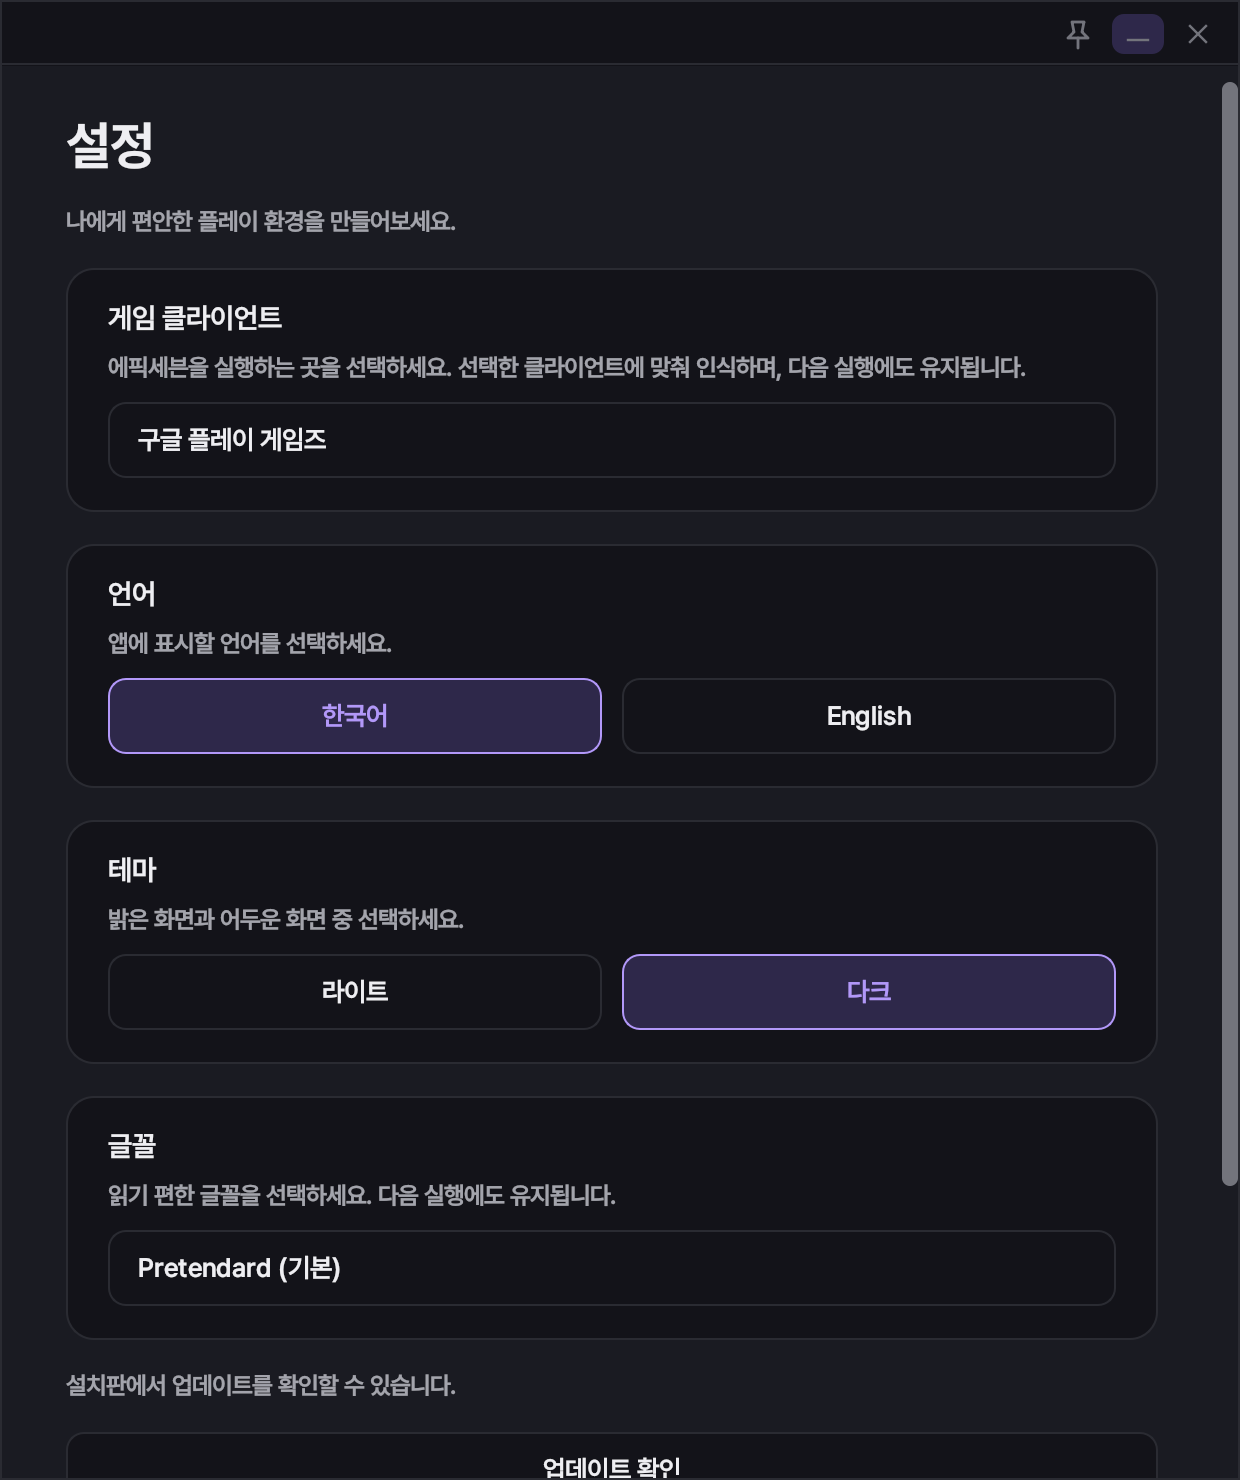 설정
나에게 편안한 플레이 환경을 만들어보세요.
게임 클라이언트
에픽세븐을 실행하는 곳을 선택하세요. 선택한 클라이언트에 맞춰 인식하며, 다음 실행에도 유지됩니다.
구글 플레이 게임즈
언어
앱에 표시할 언어를 선택하세요.
한국어
English
테마
밝은 화면과 어두운 화면 중 선택하세요.
라이트
다크
글꼴
읽기 편한 글꼴을 선택하세요. 다음 실행에도 유지됩니다.
Pretendard (기본)
설치판에서 업데이트를 확인할 수 있습니다.
업데이트 확인